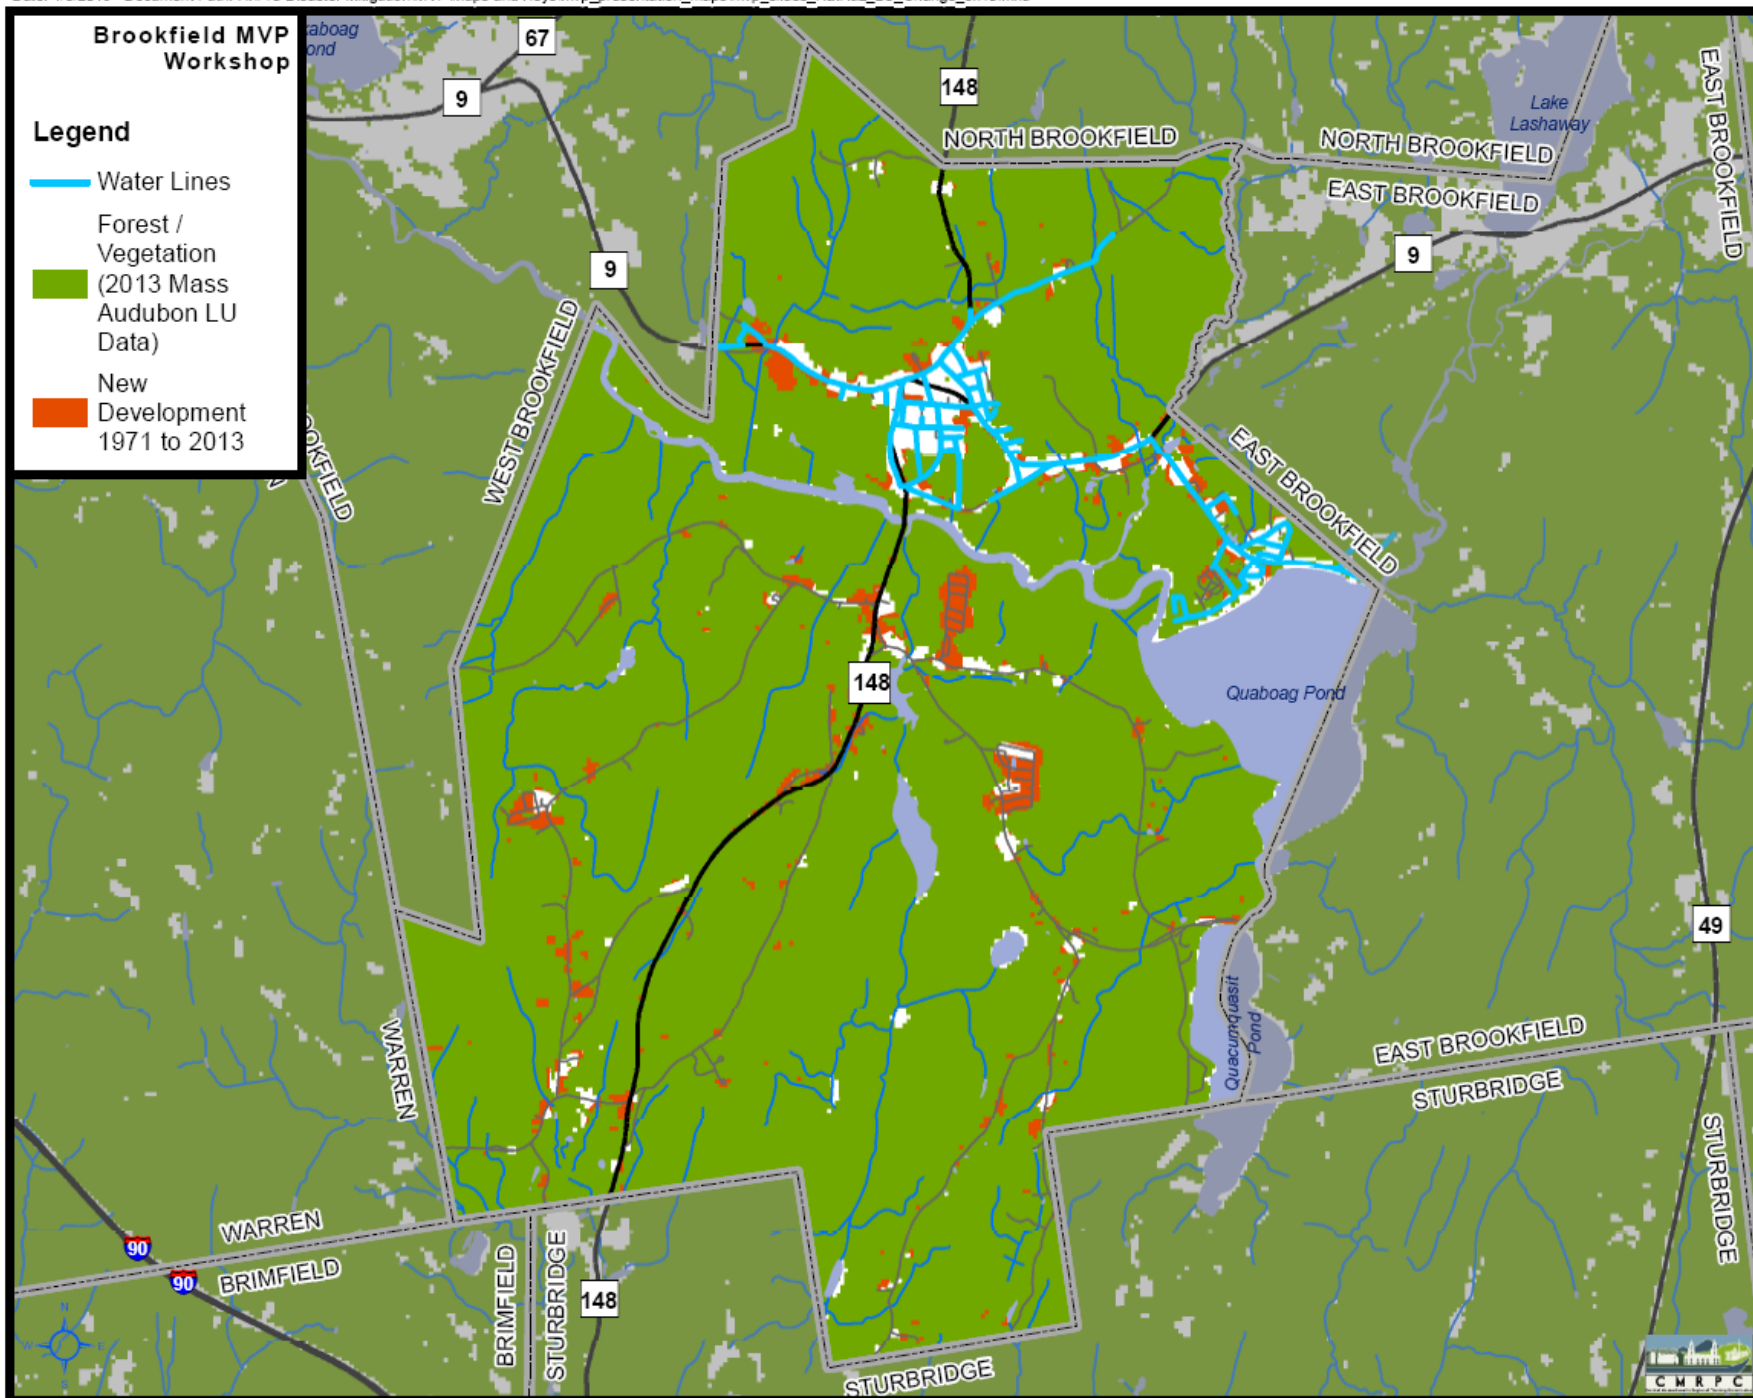 Brookfield MVP
Workshop
Legend
Water Lines
Forest /
Vegetation
(2013 Mass
Audubon LU
Data)
New
Development
1971 to 2013
67
9
148
NORTH BROOKFIELD
NORTH BROOKFIELD
Lake
Lashaway
EAST BROOKFIELD
EAST BROOKFIELD
9
9
WEST BROOKFIELD
EAST BROOKFIELD
148
Quaboag Pond
49
WARREN
Quacumquasit
Pond
EAST BROOKFIELD
STURBRIDGE
STURBRIDGE
WARREN
90
90
BRIMFIELD
BRIMFIELD
STURBRIDGE
148
STURBRIDGE
N
W
E
S
CMRPC